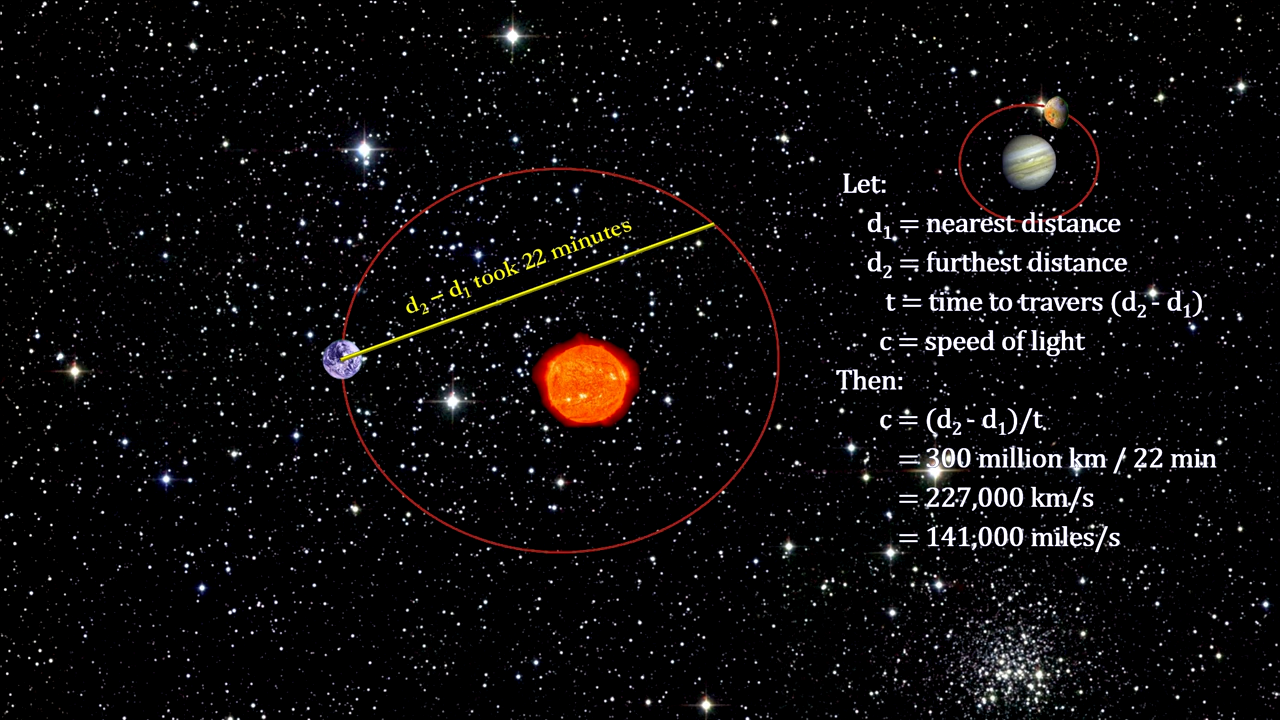 d₂ – d₁ took 22 minutes
Let:
d₁ = nearest distance
d₂ = furthest distance
t = time to travers (d₂ - d₁)
c = speed of light
Then:
c = (d₂ - d₁)/t
= 300 million km / 22 min
= 227,000 km/s
= 141,000 miles/s